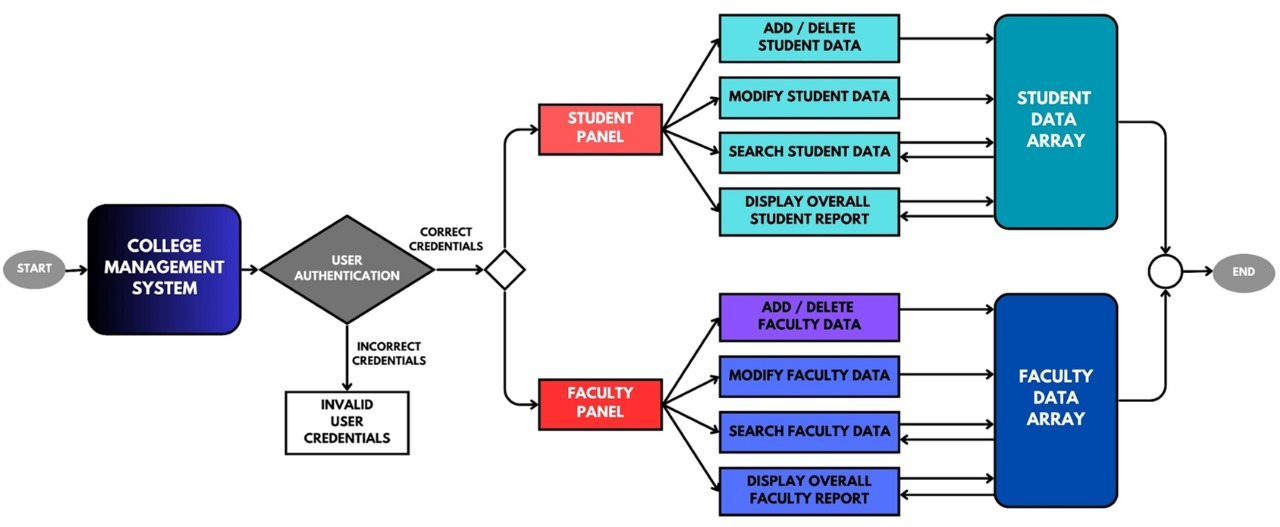 START
COLLEGE
MANAGEMENT
SYSTEM
USER
AUTHENTICATION
CORRECT
CREDENTIALS
INCORRECT
CREDENTIALS
INVALID
USER
CREDENTIALS
STUDENT
PANEL
ADD / DELETE
STUDENT DATA
MODIFY STUDENT DATA
SEARCH STUDENT DATA
DISPLAY OVERALL
STUDENT REPORT
STUDENT
DATA
ARRAY
FACULTY
PANEL
ADD / DELETE
FACULTY DATA
MODIFY FACULTY DATA
SEARCH FACULTY DATA
DISPLAY OVERALL
FACULTY REPORT
FACULTY
DATA
ARRAY
END